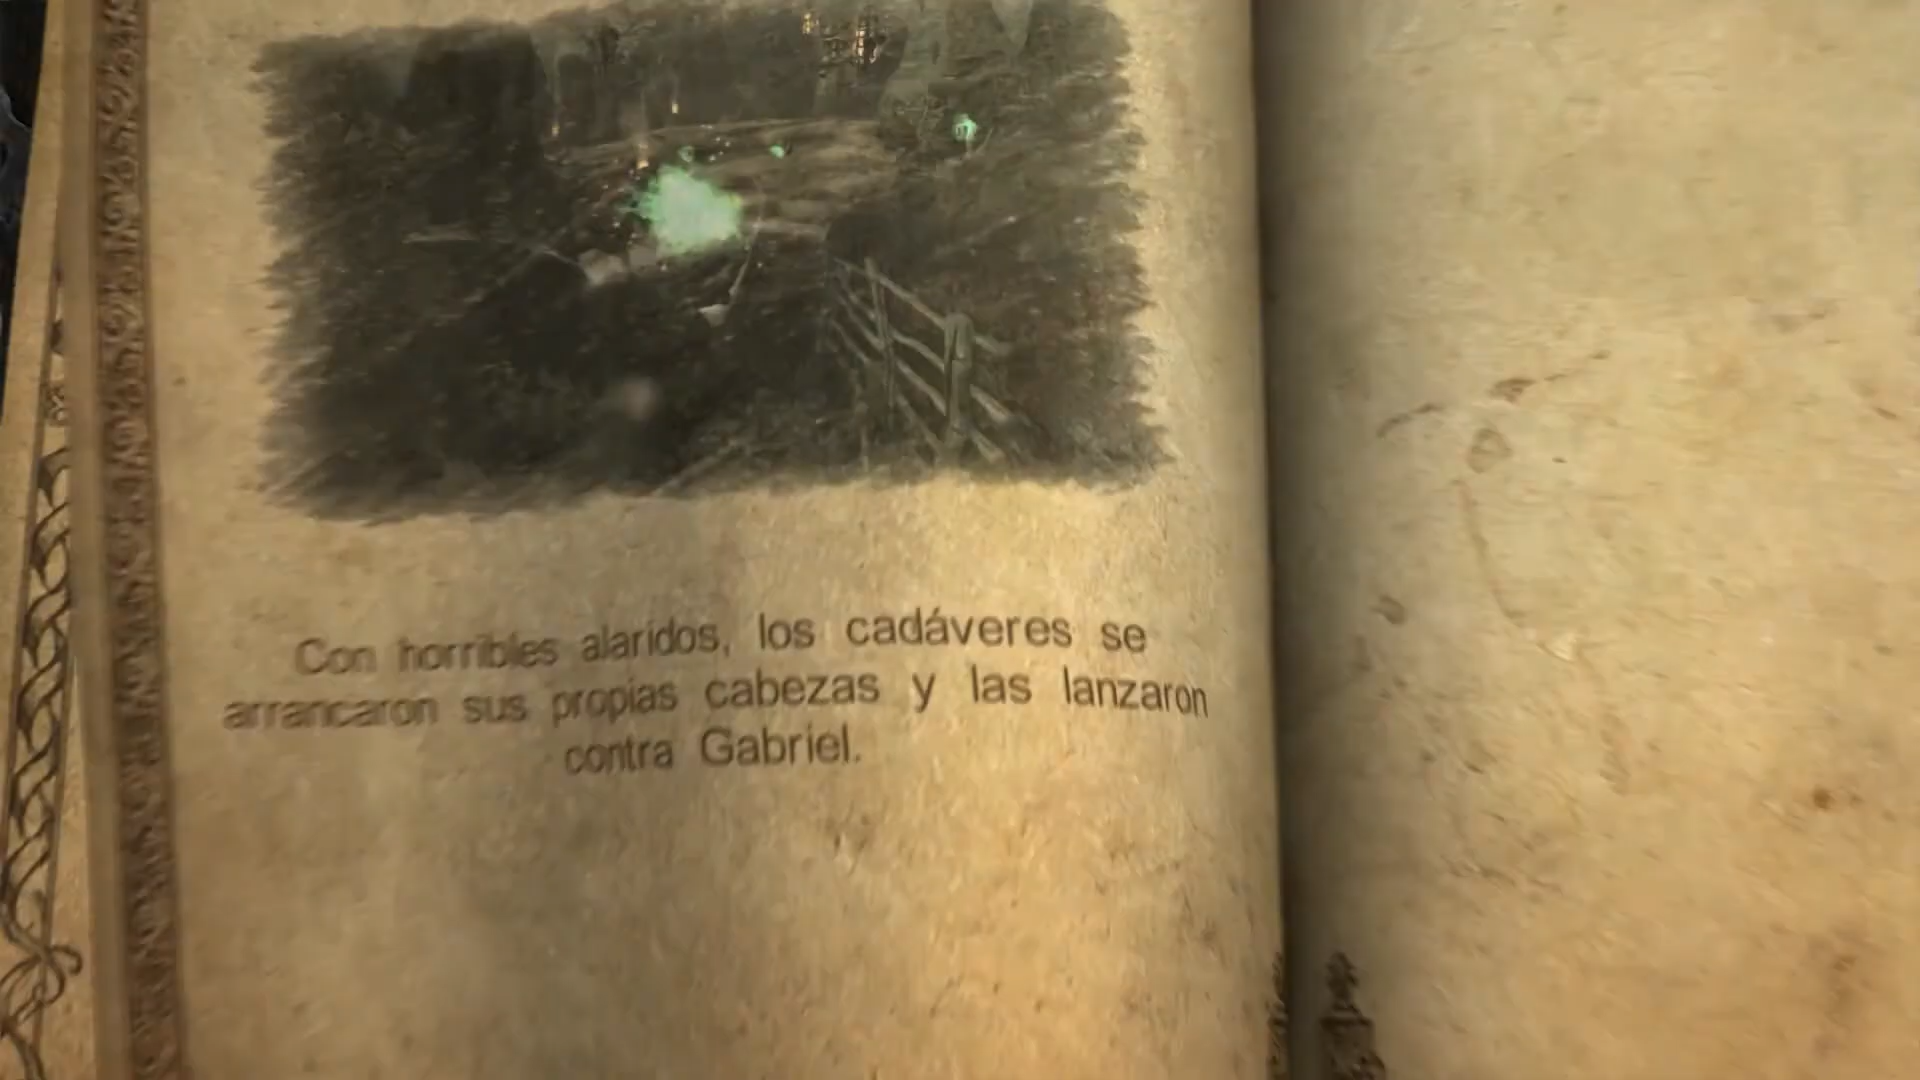 Con horribles alaridos, los cadáveres se
arrancaron sus propias cabezas y las lanzaron
contra Gabriel.